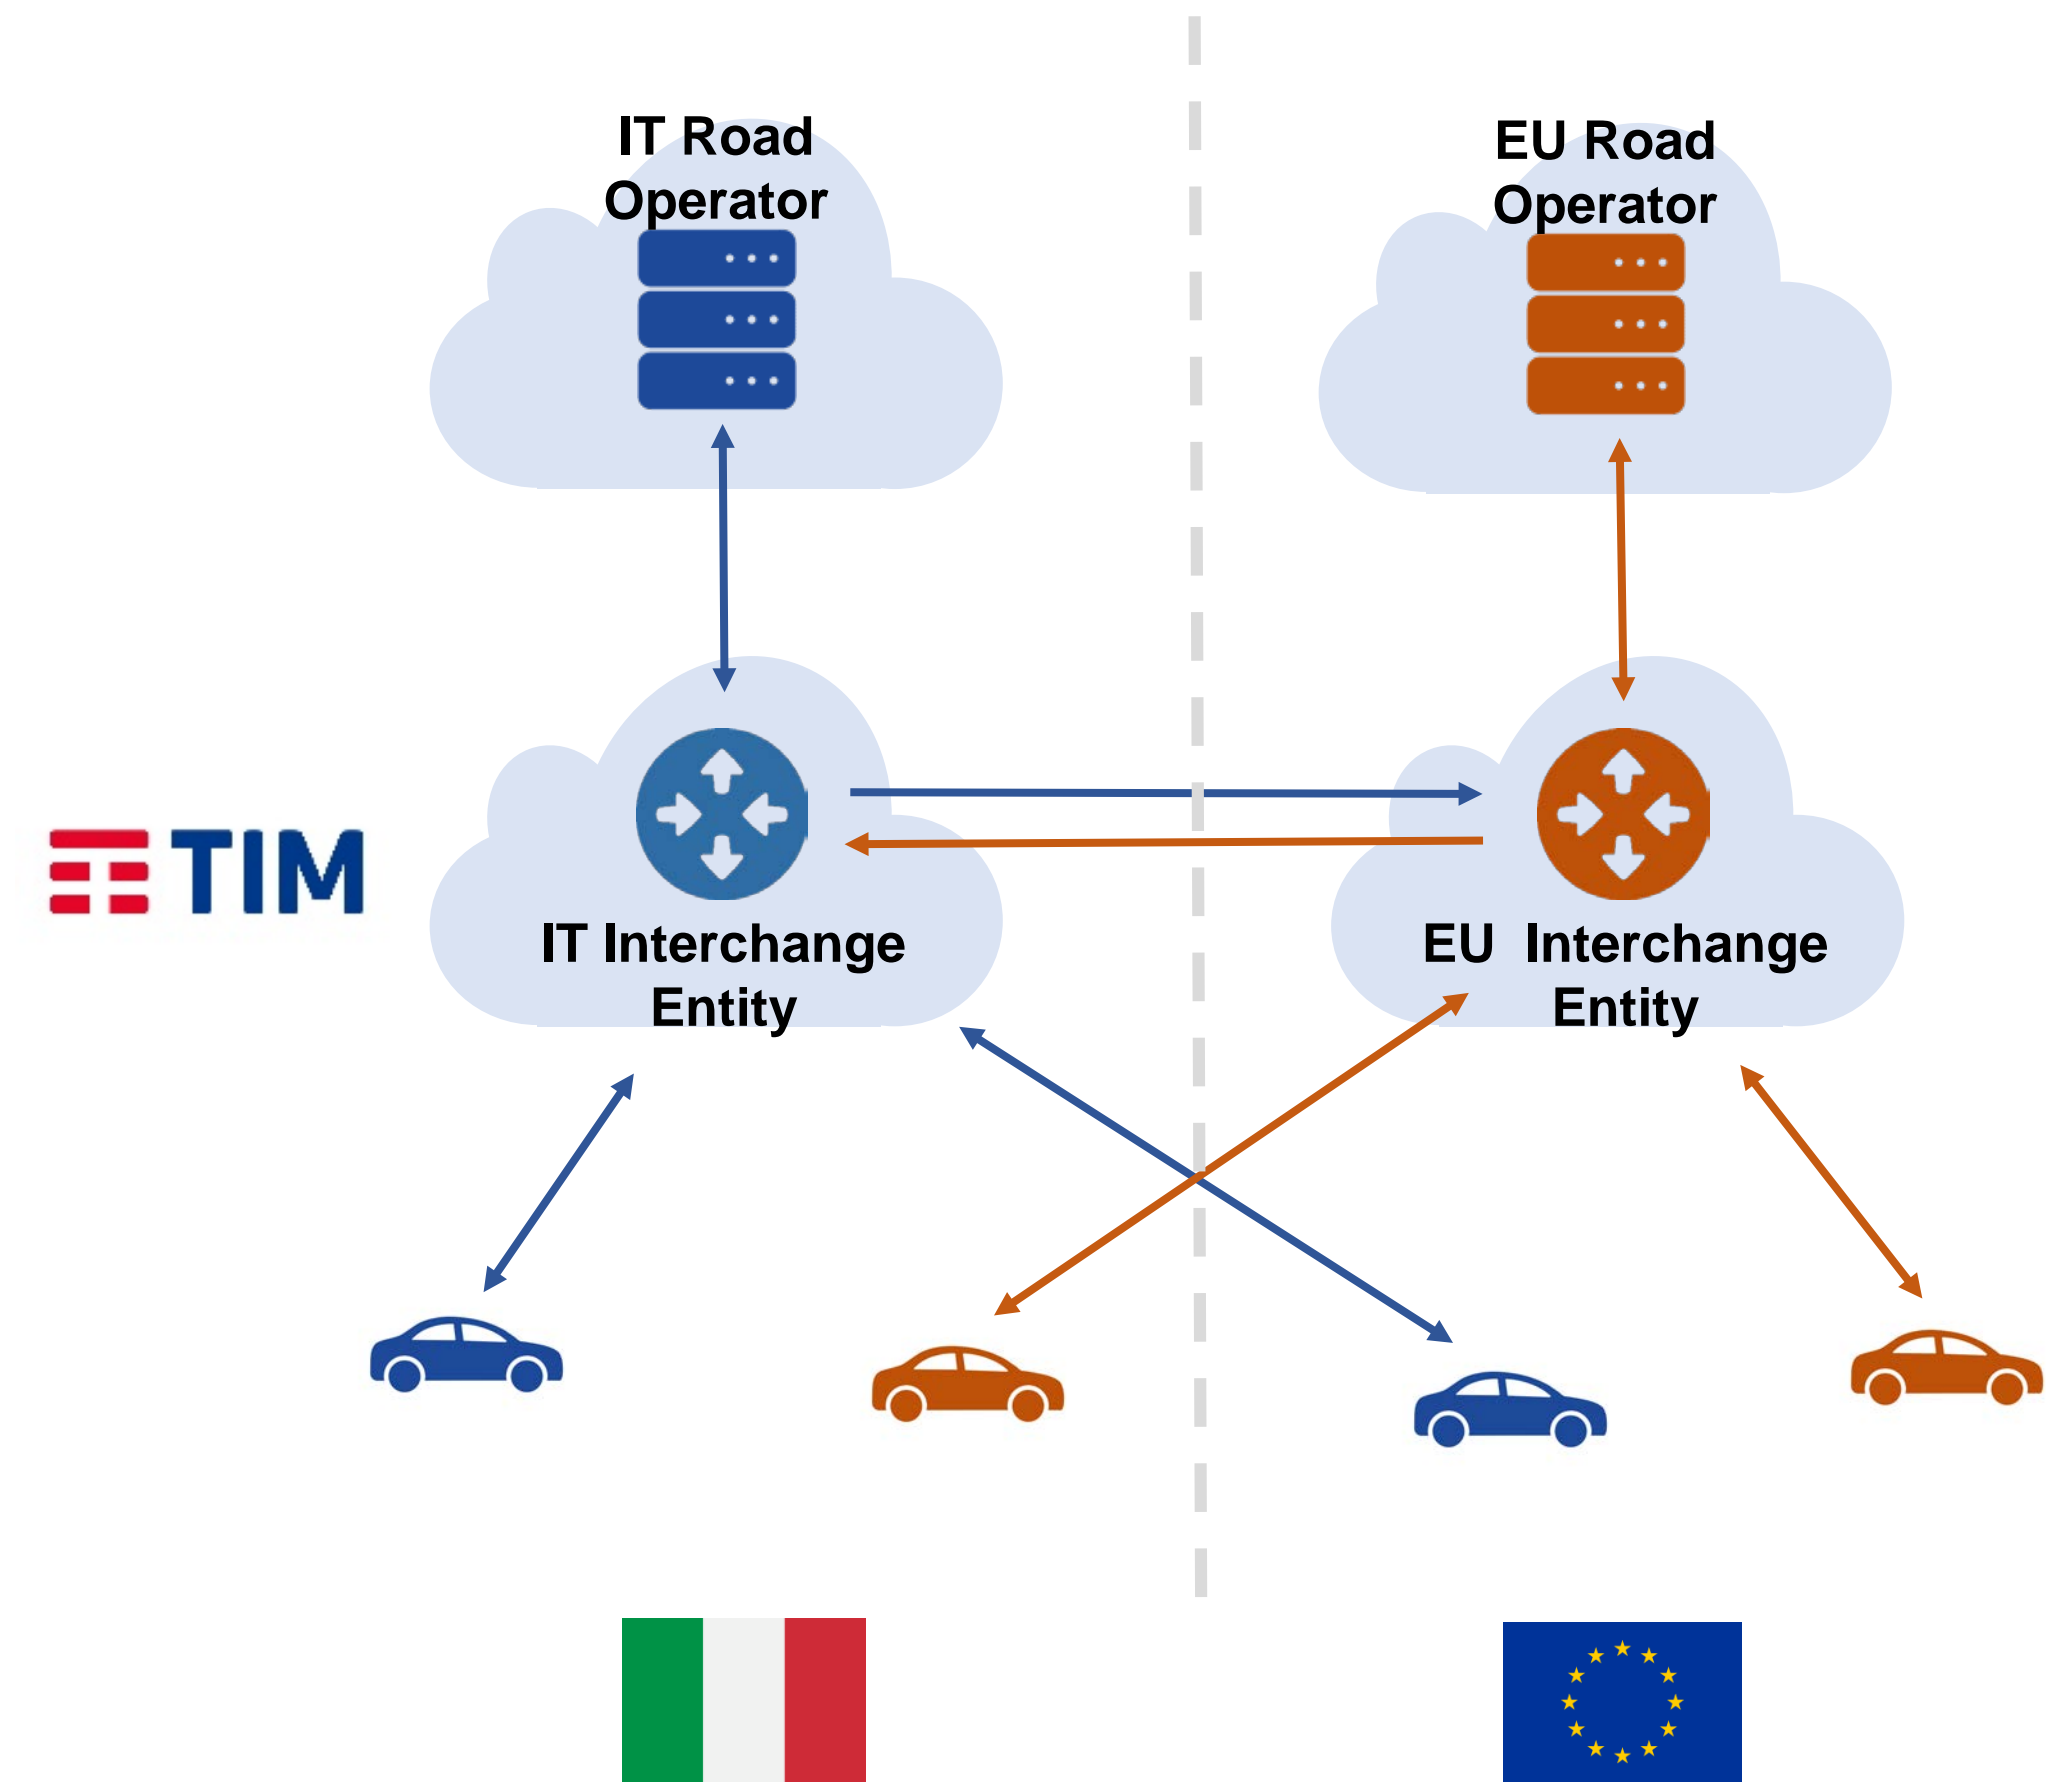 IT Road
Operator
EU Road
Operator
TIM
IT Interchange
Entity
EU Interchange
Entity